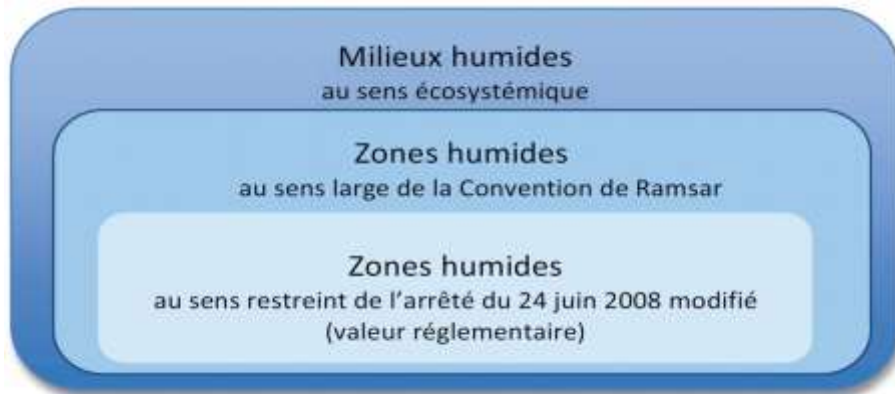 Milieux humides
au sens écosystémique
Zones humides
au sens large de la Convention de Ramsar
Zones humides
au sens restreint de l'arrêté du 24 juin 2008 modifié
(valeur réglementaire)